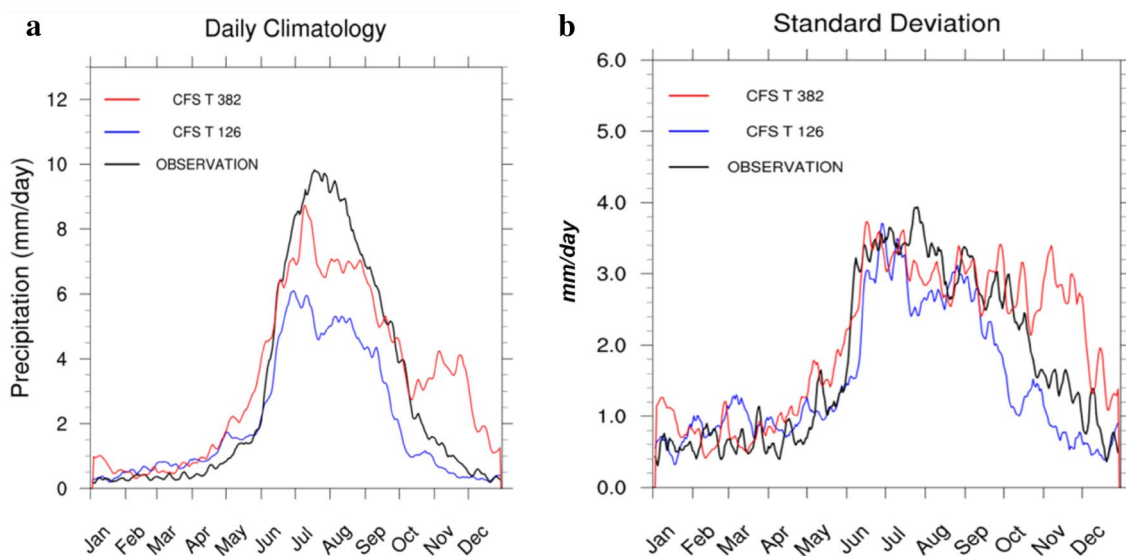 a
Daily Climatology
Precipitation (mm/day)
12
10
8
6
4
2
0
CFS T 382
CFS T 126
OBSERVATION
Jan Feb Mar Apr May Jun Jul Aug Sep Oct Nov Dec
b
Standard Deviation
mm/day
6.0
5.0
4.0
3.0
2.0
1.0
0.0
CFS T 382
CFS T 126
OBSERVATION
Jan Feb Mar Apr May Jun Jul Aug Sep Oct Nov Dec